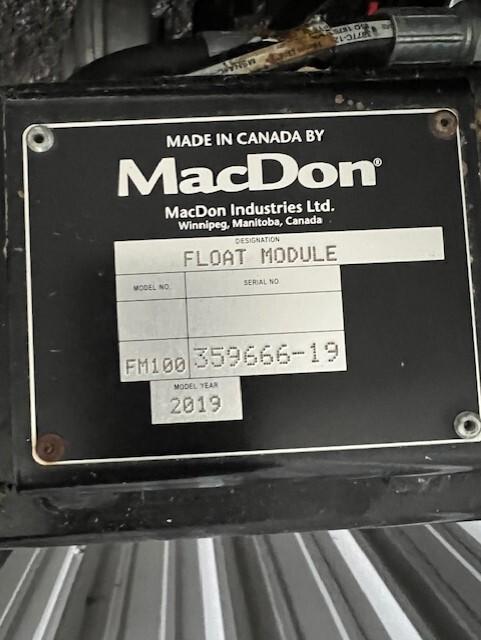 MADE IN CANADA BY
MacDon®
MacDon Industries Ltd.
Winnipeg, Manitoba, Canada
DESIGNATION
FLOAT MODULE
MODEL NO.
SERIAL NO.
FM100
359666-19
MODEL YEAR
2019